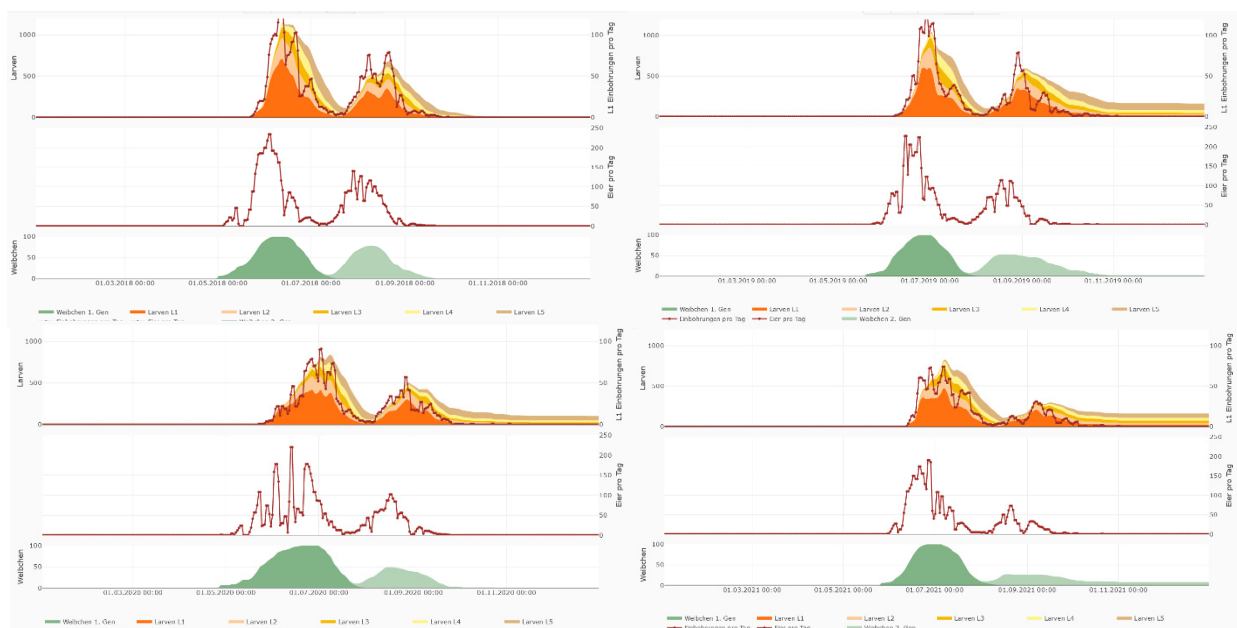 1000
500
0
Larven
100
50
0
L1 Einbohrungen pro Tag
250
200
150
100
50
0
Eier pro Tag
100
50
0
Weibchen
01.03.2018 00:00 01.05.2018 00:00 01.07.2018 00:00 01.09.2018 00:00 01.11.2018 00:00
Weibchen 1. Gen Larven L1 Larven L2 Larven L3 Larven L4 Larven L5
Einbohrungen pro Tag Eier pro Tag Weibchen 2. Gen
1000
500
0
Larven
100
50
0
L1 Einbohrungen pro Tag
250
200
150
100
50
0
Eier pro Tag
100
50
0
Weibchen
01.03.2019 00:00 01.05.2019 00:00 01.07.2019 00:00 01.09.2019 00:00 01.11.2019 00:00
Weibchen 1. Gen Larven L1 Larven L2 Larven L3 Larven L4 Larven L5
Einbohrungen pro Tag Eier pro Tag Weibchen 2. Gen
1000
500
0
Larven
100
50
0
L1 Einbohrungen pro Tag
250
200
150
100
50
0
Eier pro Tag
100
50
0
Weibchen
01.03.2020 00:00 01.05.2020 00:00 01.07.2020 00:00 01.09.2020 00:00 01.11.2020 00:00
Weibchen 1. Gen Larven L1 Larven L2 Larven L3 Larven L4 Larven L5
1000
500
0
Larven
100
50
0
L1 Einbohrungen pro Tag
250
200
150
100
50
0
Eier pro Tag
100
50
0
Weibchen
01.03.2021 00:00 01.05.2021 00:00 01.07.2021 00:00 01.09.2021 00:00 01.11.2021 00:00
Weibchen 1. Gen Larven L1 Larven L2 Larven L3 Larven L4 Larven L5
Einbohrungen pro Tag Eier pro Tag Weibchen 2. Gen